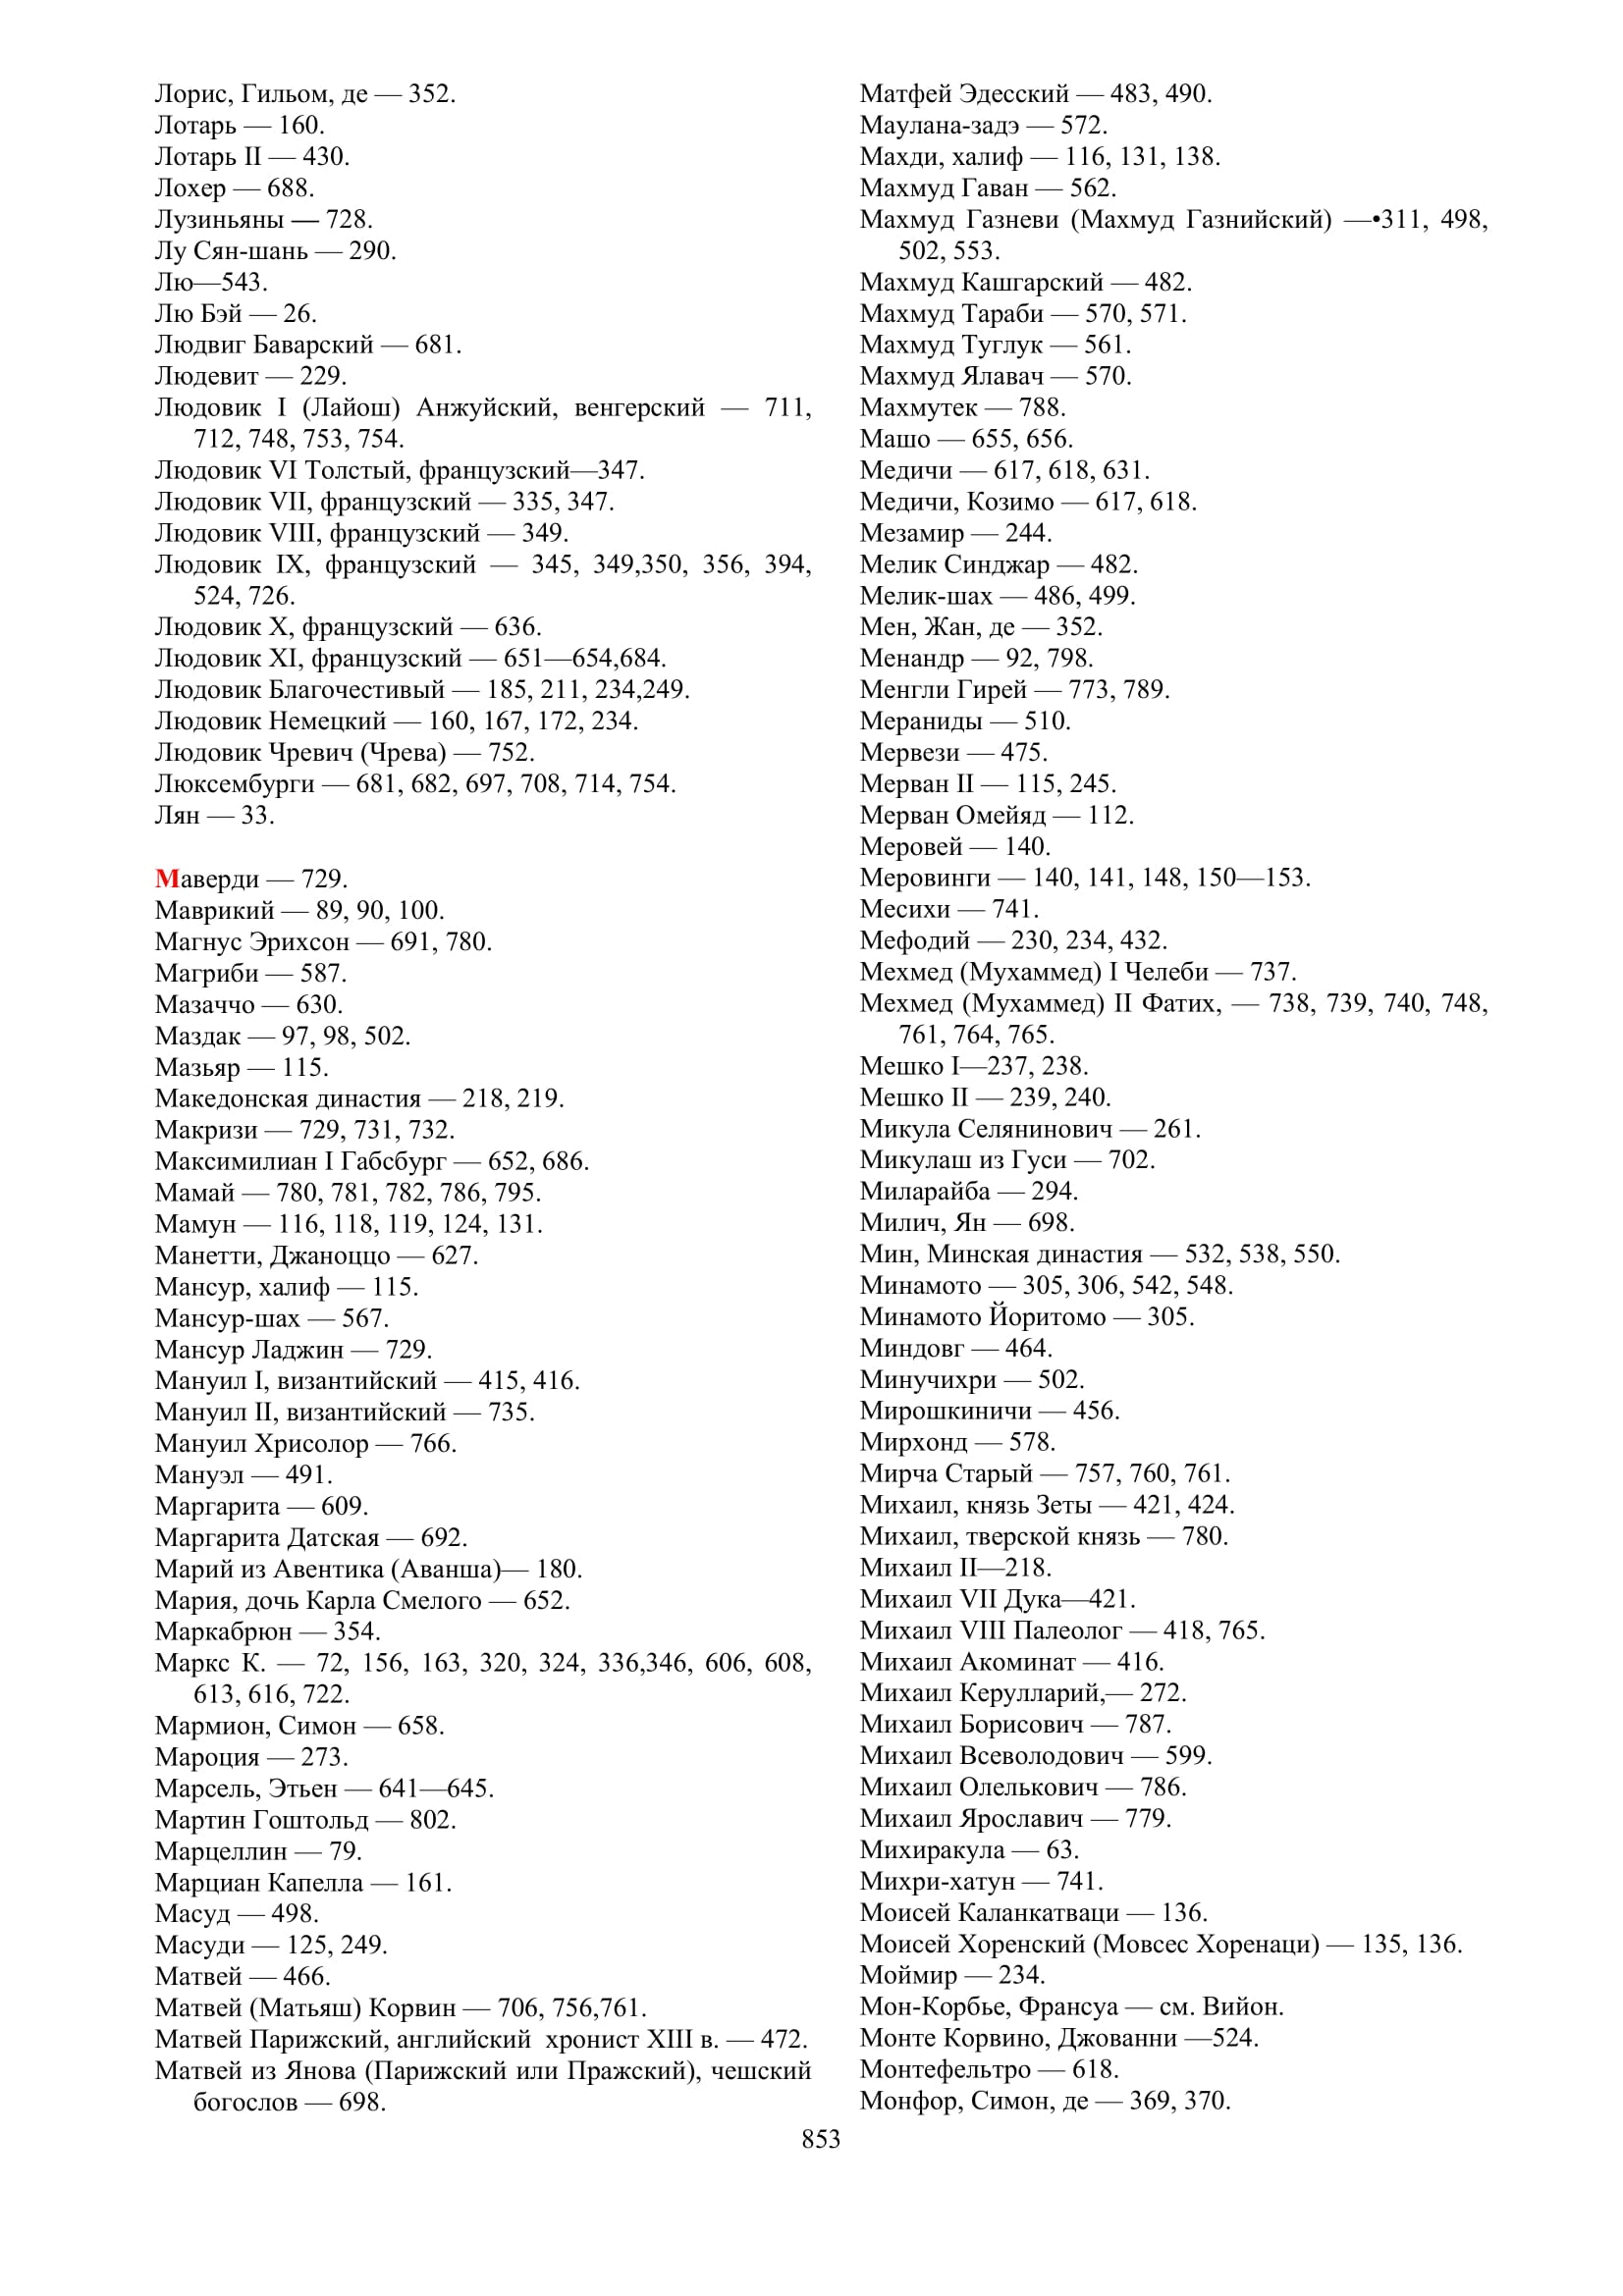 Лорис, Гильом, де — 352.
Лотарь — 160.
Лотарь II — 430.
Лохер — 688.
Лузиньяны — 728.
Лу Сян-шань — 290.
Лю—543.
Лю Бэй — 26.
Людвиг Баварский — 681.
Людевит — 229.
Людовик I (Лайош) Анжуйский, венгерский — 711,
712, 748, 753, 754.
Людовик VI Толстый, французский—347.
Людовик VII, французский — 335, 347.
Людовик VIII, французский — 349.
Людовик IX, французский — 345, 349,350, 356, 394,
524, 726.
Людовик X, французский — 636.
Людовик XI, французский — 651—654,684.
Людовик Благочестивый — 185, 211, 234,249.
Людовик Немецкий — 160, 167, 172, 234.
Людовик Чревич (Чрева) — 752.
Люксембурги — 681, 682, 697, 708, 714, 754.
Лян — 33.
Маверди — 729.
Маврикий — 89, 90, 100.
Магнус Эрихсон — 691, 780.
Магриби — 587.
Мазаччо — 630.
Маздак — 97, 98, 502.
Мазьяр — 115.
Македонская династия — 218, 219.
Макризи — 729, 731, 732.
Максимилиан I Габсбург — 652, 686.
Мамай — 780, 781, 782, 786, 795.
Мамун — 116, 118, 119, 124, 131.
Манетти, Джаноццо — 627.
Мансур, халиф — 115.
Мансур-шах — 567.
Мансур Ладжин — 729.
Мануил I, византийский — 415, 416.
Мануил II, византийский — 735.
Мануил Хрисолор — 766.
Мануэл — 491.
Маргарита — 609.
Маргарита Датская — 692.
Марий из Авентика (Аванша)— 180.
Мария, дочь Карла Смелого — 652.
Маркабрюн — 354.
Маркс К. — 72, 156, 163, 320, 324, 336,346, 606, 608,
613, 616, 722.
Мармион, Симон — 658.
Мароция — 273.
Марсель, Этьен — 641—645.
Мартин Гоштольд — 802.
Марцеллин — 79.
Марциан Капелла — 161.
Масуд — 498.
Масуди — 125, 249.
Матвей — 466.
Матвей (Матьяш) Корвин — 706, 756,761.
Матвей Парижский, английский хронист XIII в. — 472.
Матвей из Янова (Парижский или Пражский), чешский
богослов — 698.
Матфей Эдесский — 483, 490.
Маулана-задэ — 572.
Махди, халиф — 116, 131, 138.
Махмуд Гаван — 562.
Махмуд Газневи (Махмуд Газнийский) —•311, 498,
502, 553.
Махмуд Кашгарский — 482.
Махмуд Тараби — 570, 571.
Махмуд Туглук — 561.
Махмуд Ялавач — 570.
Махмутек — 788.
Машо — 655, 656.
Медичи — 617, 618, 631.
Медичи, Козимо — 617, 618.
Мезамир — 244.
Мелик Синджар — 482.
Мелик-шах — 486, 499.
Мен, Жан, де — 352.
Менандр — 92, 798.
Менгли Гирей — 773, 789.
Мераниды — 510.
Мервези — 475.
Мерван II — 115, 245.
Мерван Омейяд — 112.
Меровей — 140.
Меровинги — 140, 141, 148, 150—153.
Месихи — 741.
Мефодий — 230, 234, 432.
Мехмед (Мухаммед) I Челеби — 737.
Мехмед (Мухаммед) II Фатих, — 738, 739, 740, 748,
761, 764, 765.
Мешко I—237, 238.
Мешко II — 239, 240.
Микула Селянинович — 261.
Микулаш из Гуси — 702.
Миларайба — 294.
Милич, Ян — 698.
Мин, Минская династия — 532, 538, 550.
Минамото — 305, 306, 542, 548.
Минамото Йоритомо — 305.
Миндовг — 464.
Минучихри — 502.
Мирошкиничи — 456.
Мирхонд — 578.
Мирча Старый — 757, 760, 761.
Михаил, князь Зеты — 421, 424.
Михаил, тверской князь — 780.
Михаил II—218.
Михаил VII Дука—421.
Михаил VIII Палеолог — 418, 765.
Михаил Акоминат — 416.
Михаил Керулларий,— 272.
Михаил Борисович — 787.
Михаил Всеволодович — 599.
Михаил Олелькович — 786.
Михаил Ярославич — 779.
Михиракула — 63.
Михри-хатун — 741.
Моисей Каланкатваци — 136.
Моисей Хоренский (Мовсес Хоренаци) — 135, 136.
Моймир — 234.
Мон-Корбье, Франсуа — см. Вийон.
Монте Корвино, Джованни —524.
Монтефельтро — 618.
Монфор, Симон, де — 369, 370.
853